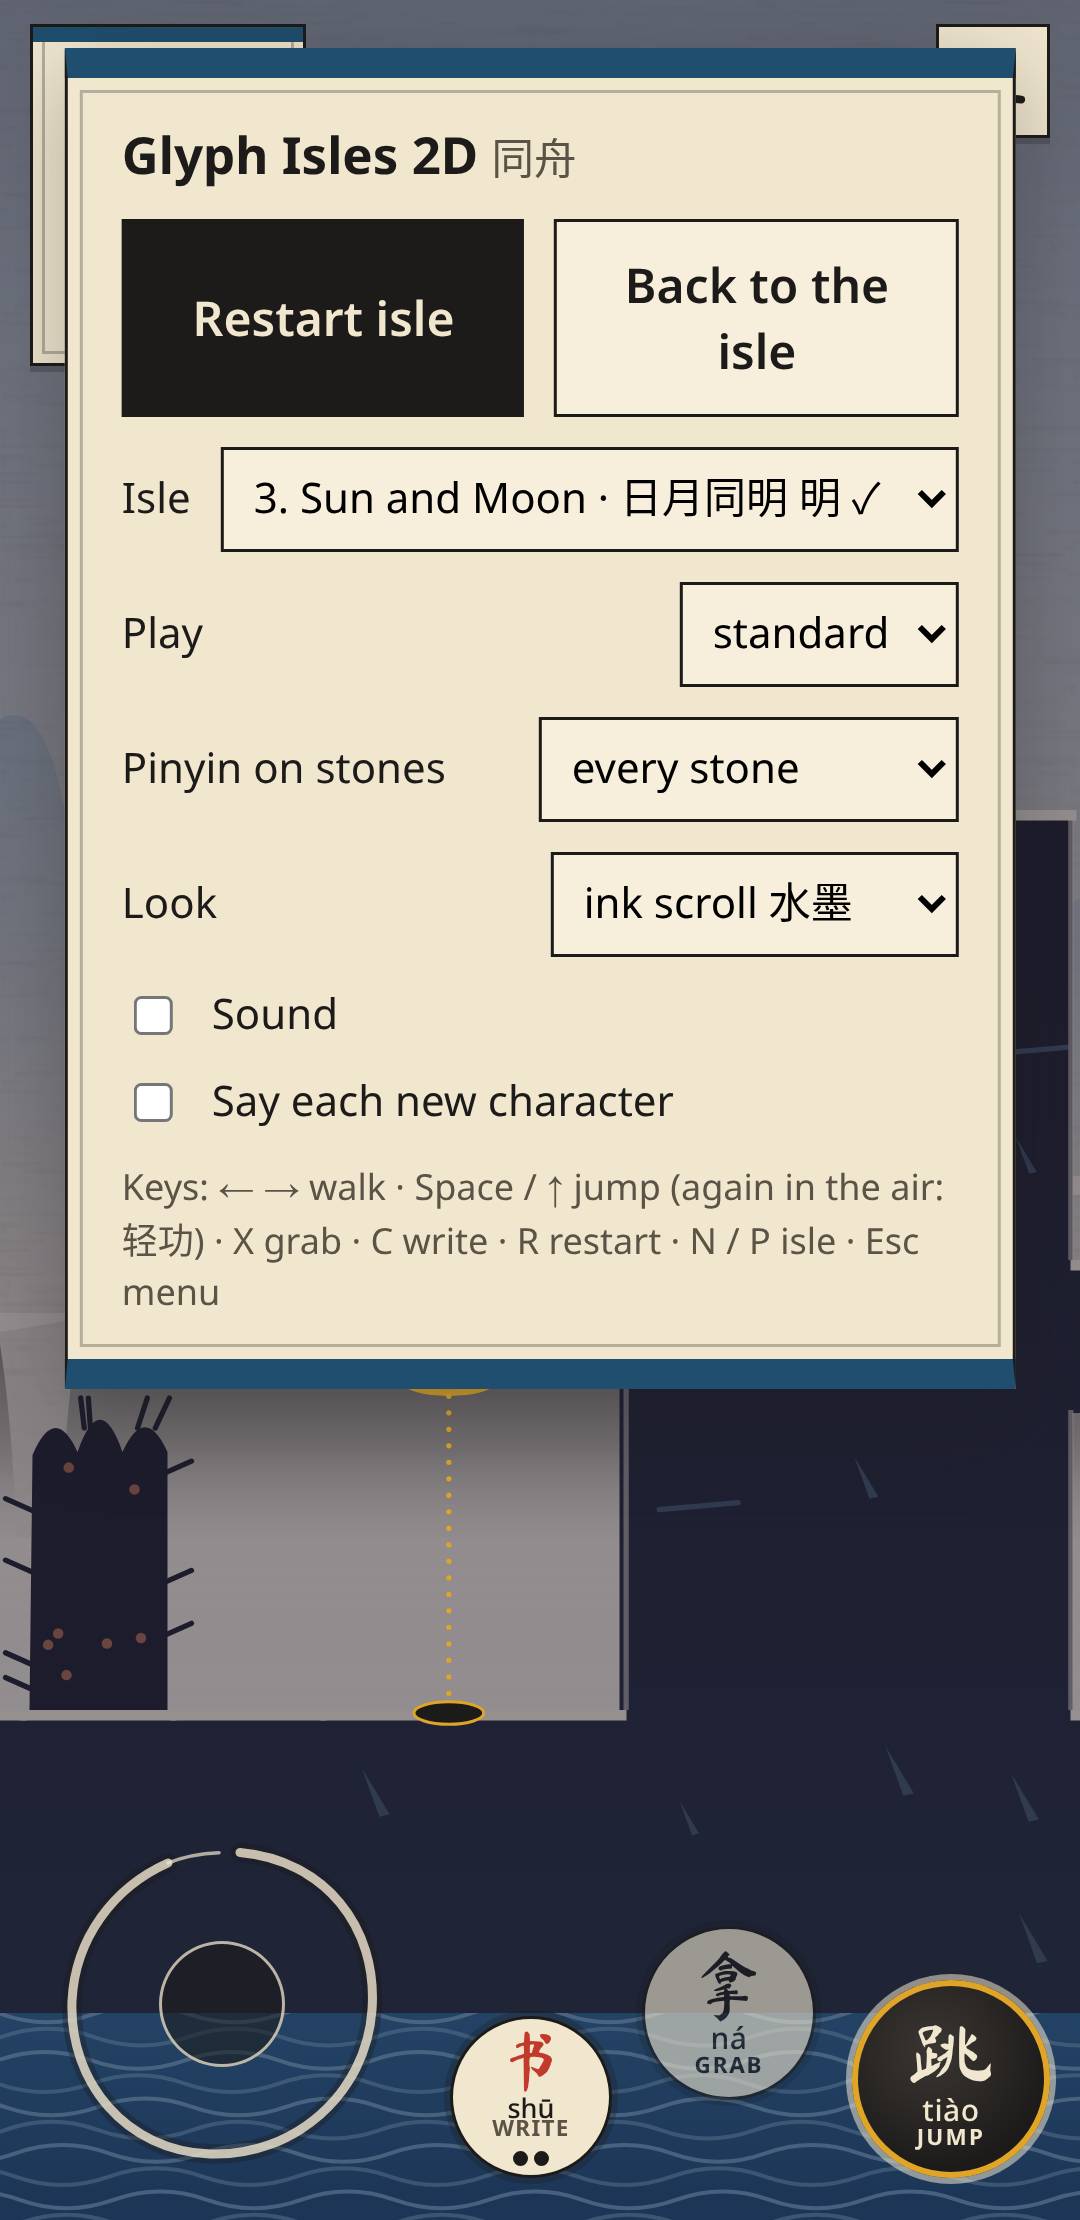 Glyph Isles 2D 同舟
Restart isle
Back to the
isle
Isle
3. Sun and Moon · 日月同明 明 ✓
Play
standard
Pinyin on stones
every stone
Look
ink scroll 水墨
Sound
Say each new character
Keys: ← → walk · Space / ↑ jump (again in the air:
轻功) · X grab · C write · R restart · N / P isle · Esc
menu
拿
ná
GRAB
书
shū
WRITE
跳
tiào
JUMP